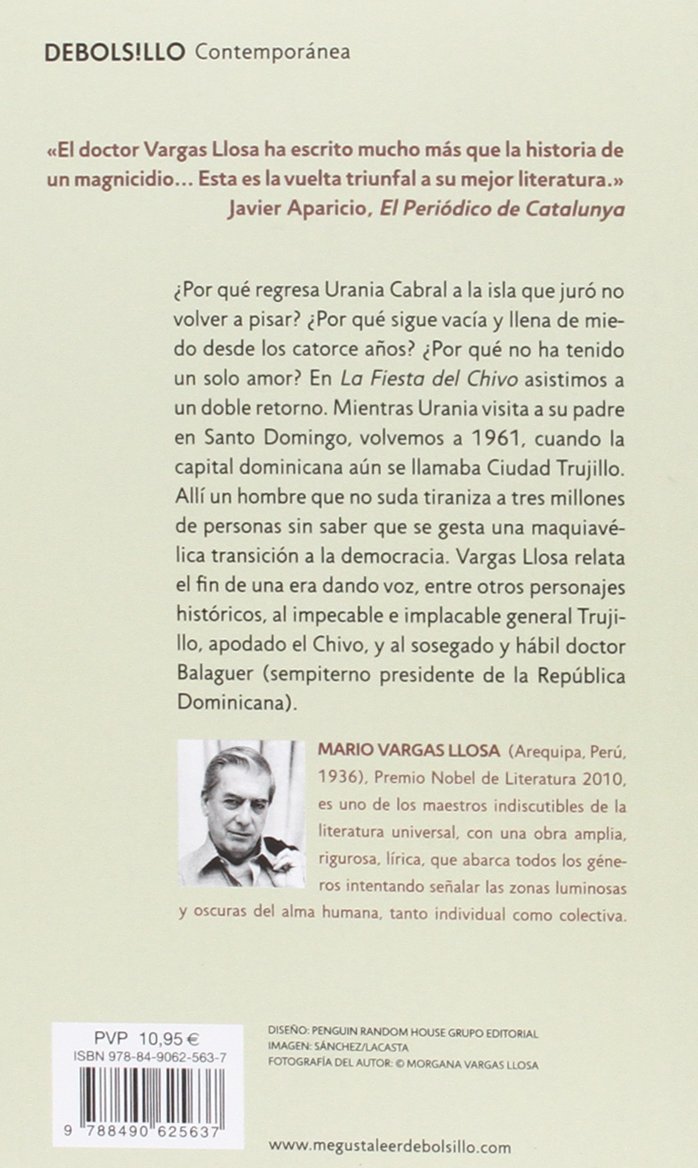 DEBOLS!LLO Contemporánea
«El doctor Vargas Llosa ha escrito mucho más que la historia de
un magnicidio... Esta es la vuelta triunfal a su mejor literatura.»
Javier Aparicio, El Periódico de Catalunya
¿Por qué regresa Urania Cabral a la isla que juró no
volver a pisar? ¿Por qué sigue vacía y llena de mie-
do desde los catorce años? ¿Por qué no ha tenido
un solo amor? En La Fiesta del Chivo asistimos a
un doble retorno. Mientras Urania visita a su padre
en Santo Domingo, volvemos a 1961, cuando la
capital dominicana aún se llamaba Ciudad Trujillo.
Allí un hombre que no suda tiraniza a tres millones
de personas sin saber que se gesta una maquiavé-
lica transición a la democracia. Vargas Llosa relata
el fin de una era dando voz, entre otros personajes
históricos, al impecable e implacable general Truji-
llo, apodado el Chivo, y al sosegado y hábil doctor
Balaguer (sempiterno presidente de la República
Dominicana).
MARIO VARGAS LLOSA (Arequipa, Perú,
1936), Premio Nobel de Literatura 2010,
es uno de los maestros indiscutibles de la
literatura universal, con una obra amplia,
rigurosa, lírica, que abarca todos los géne-
ros intentando señalar las zonas luminosas
y oscuras del alma humana, tanto individual como colectiva.
PVP 10,95 €
ISBN 978-84-9062-563-7
9 788490 625637
DISEÑO: PENGUIN RANDOM HOUSE GRUPO EDITORIAL
IMAGEN: SÁNCHEZ/LACASTA
FOTOGRAFÍA DEL AUTOR: © MORGANA VARGAS LLOSA
www.megustaleerdebolsillo.com